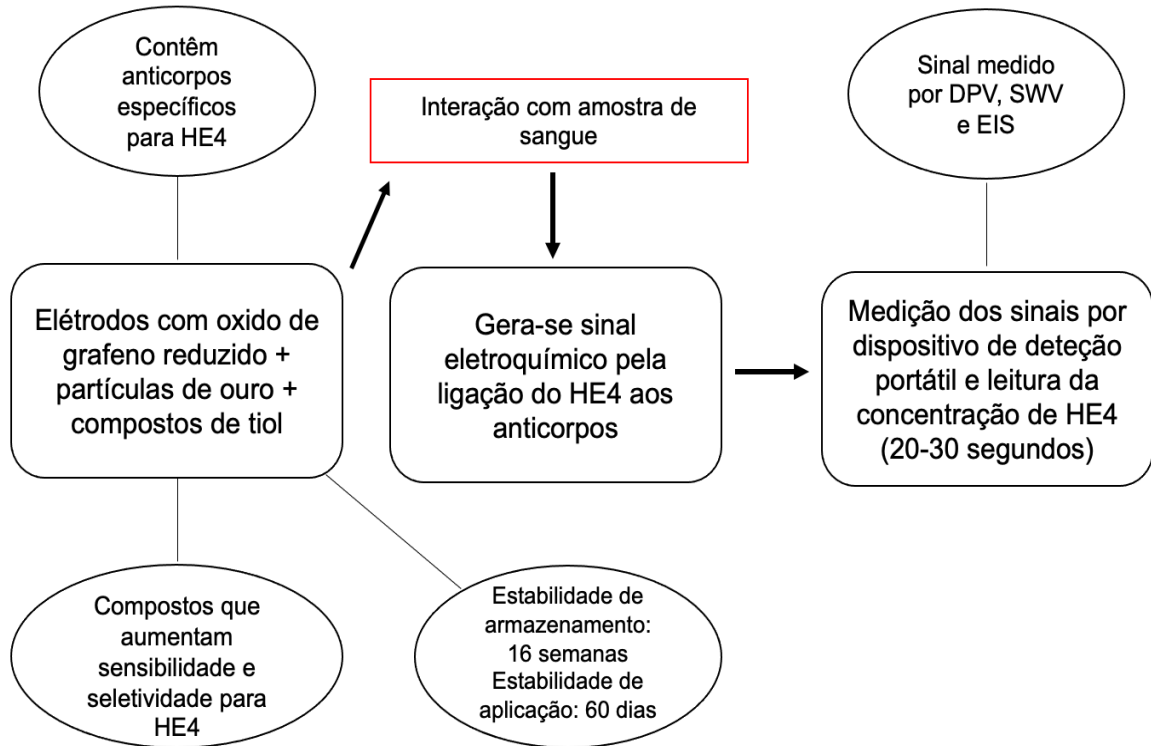 Contêm
anticorpos
específicos
para HE4
Interação com amostra de
sangue
Sinal medido
por DPV, SWV
e EIS
Elétrodos com oxido de
grafeno reduzido +
partículas de ouro +
compostos de tiol
Gera-se sinal
eletroquímico pela
ligação do HE4 aos
anticorpos
Medição dos sinais por
dispositivo de deteção
portátil e leitura da
concentração de HE4
(20-30 segundos)
Compostos que
aumentam
sensibilidade e
seletividade para
HE4
Estabilidade de
armazenamento:
16 semanas
Estabilidade de
aplicação: 60 dias